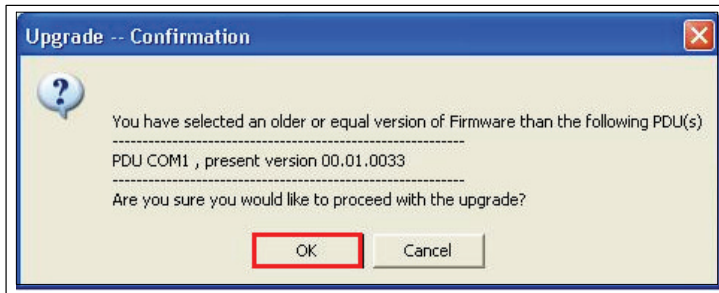 Upgrade -- Confirmation
?
You have selected an older or equal version of Firmware than the following PDU(s)
------------------------------------------------------------
PDU COM1 , present version 00.01.0033
------------------------------------------------------------
Are you sure you would like to proceed with the upgrade?
OK
Cancel